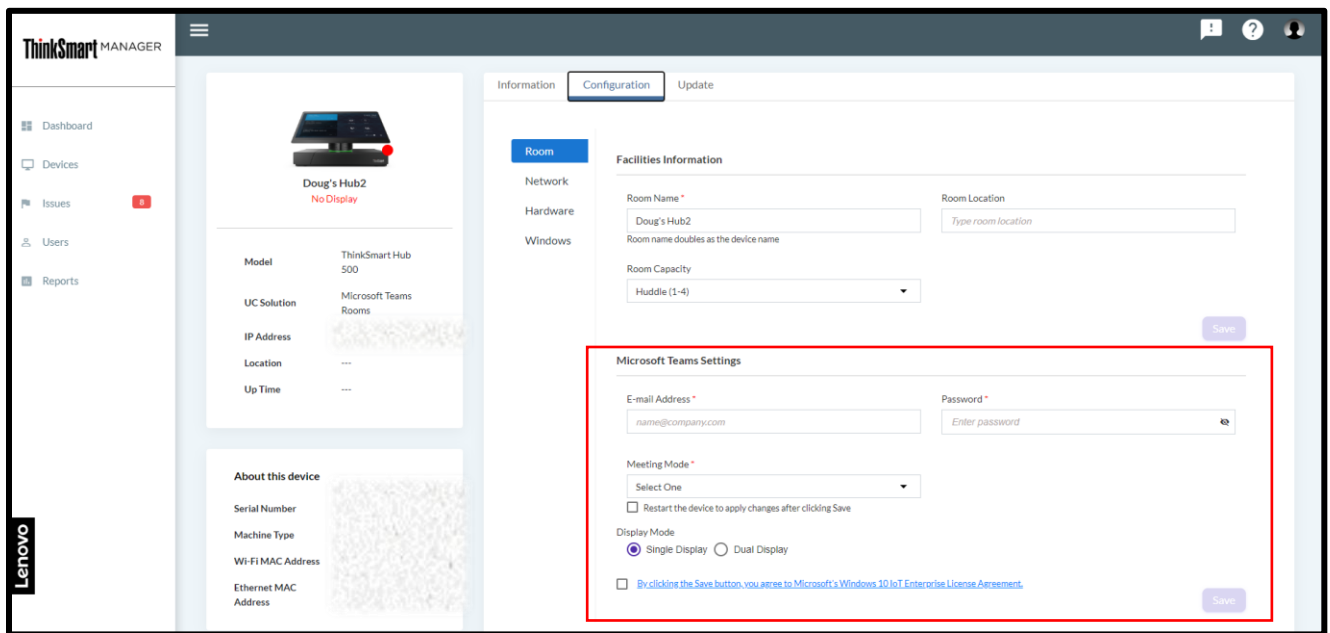 ThinkSmart MANAGER
Dashboard
Devices
Issues
8
Users
Reports
Lenovo
Doug's Hub2
No Display
Model
ThinkSmart Hub
500
UC Solution
Microsoft Teams
Rooms
IP Address
Location
---
Up Time
---
About this device
Serial Number
Machine Type
Wi-Fi MAC Address
Ethernet MAC
Address
Information Configuration Update
Room
Network
Hardware
Windows
Facilities Information
Room Name *
Room Location
Doug's Hub2
Type room location
Room name doubles as the device name
Room Capacity
Huddle (1-4)
Save
Microsoft Teams Settings
E-mail Address *
Password *
name@company.com
Enter password
Meeting Mode *
Select One
Restart the device to apply changes after clicking Save
Display Mode
Single Display Dual Display
By clicking the Save button, you agree to Microsoft's Windows 10 IoT Enterprise License Agreement.
Save